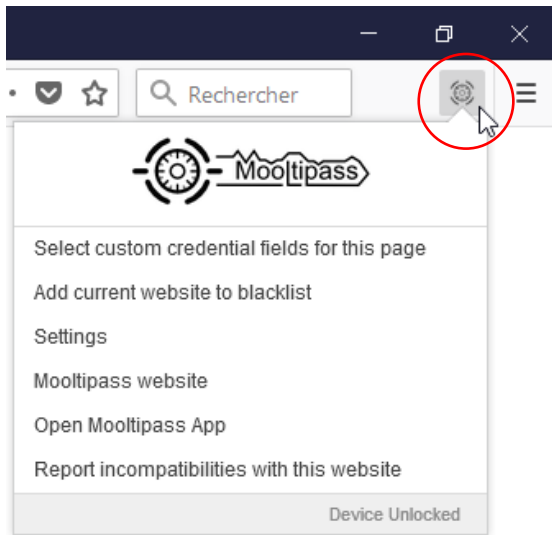 Rechercher
Mooltipass
Select custom credential fields for this page
Add current website to blacklist
Settings
Mooltipass website
Open Mooltipass App
Report incompatibilities with this website
Device Unlocked